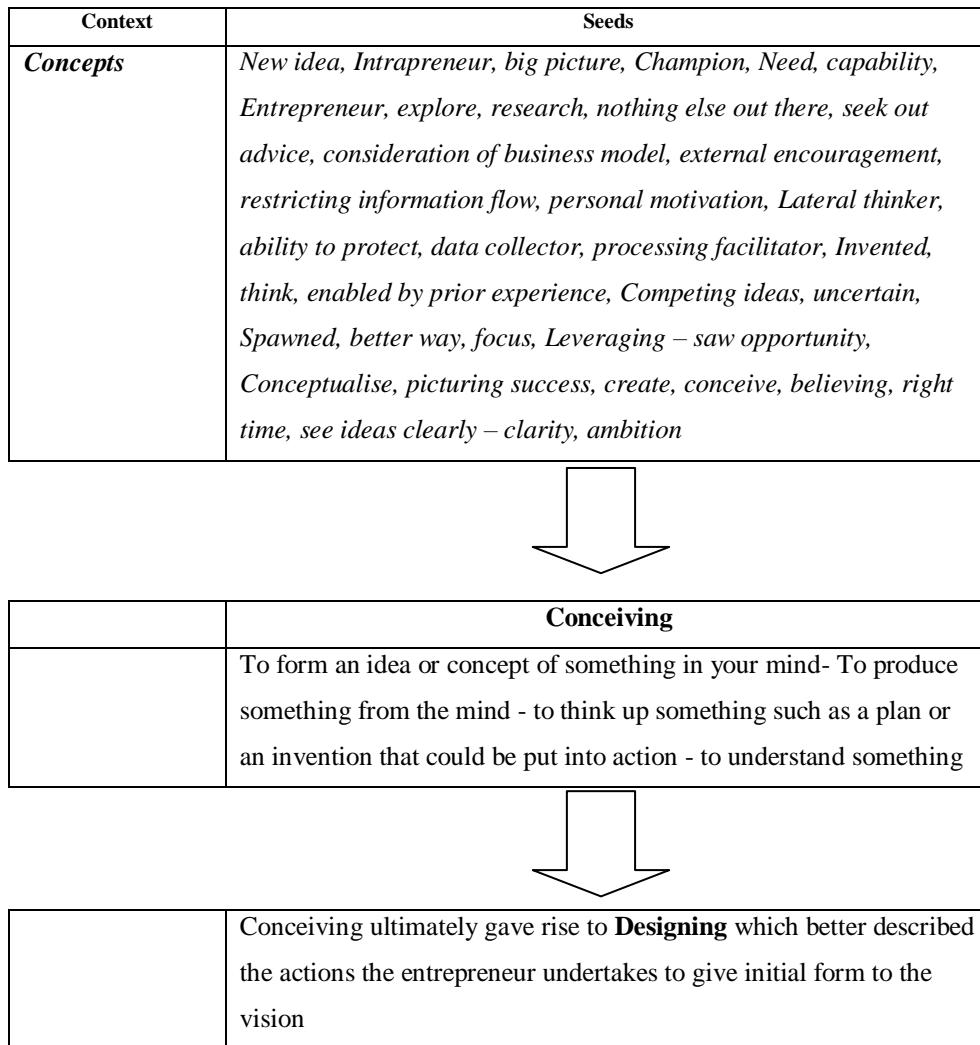 Context Seeds
Concepts New idea, Intrapreneur, big picture, Champion, Need, capability,
Entrepreneur, explore, research, nothing else out there, seek out
advice, consideration of business model, external encouragement,
restricting information flow, personal motivation, Lateral thinker,
ability to protect, data collector, processing facilitator, Invented,
think, enabled by prior experience, Competing ideas, uncertain,
Spawned, better way, focus, Leveraging – saw opportunity,
Conceptualise, picturing success, create, conceive, believing, right
time, see ideas clearly – clarity, ambition
Conceiving
To form an idea or concept of something in your mind- To produce
something from the mind - to think up something such as a plan or
an invention that could be put into action - to understand something
Conceiving ultimately gave rise to Designing which better described
the actions the entrepreneur undertakes to give initial form to the
vision